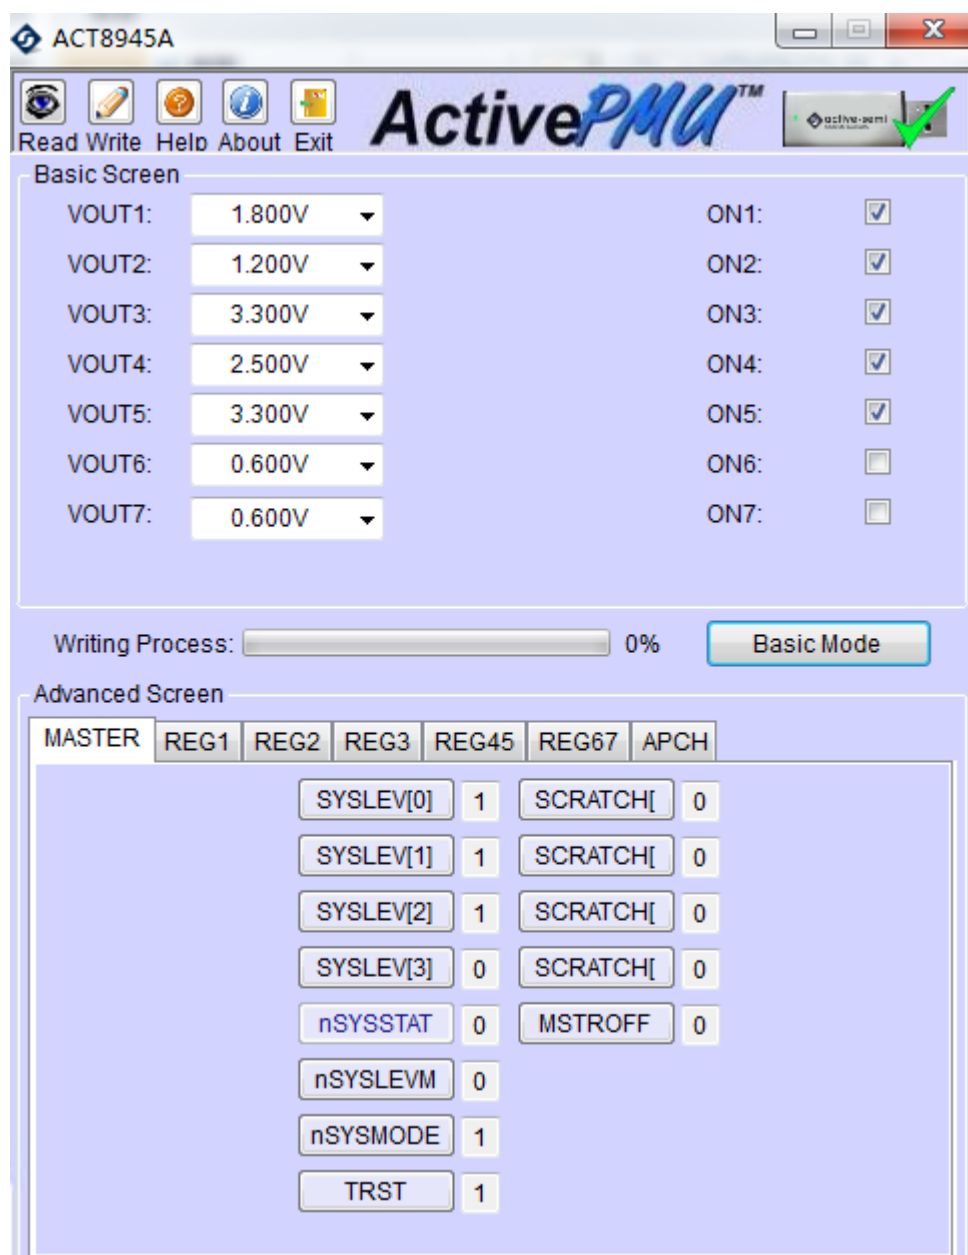 ACT8945A
Read Write Help About Exit
ActivePMU™
active-semi
Basic Screen
VOUT1: 1.800V ON1:
VOUT2: 1.200V ON2:
VOUT3: 3.300V ON3:
VOUT4: 2.500V ON4:
VOUT5: 3.300V ON5:
VOUT6: 0.600V ON6:
VOUT7: 0.600V ON7:
Writing Process: 0% Basic Mode
Advanced Screen
MASTER REG1 REG2 REG3 REG45 REG67 APCH
SYSLEV[0] 1 SCRATCH[ 0
SYSLEV[1] 1 SCRATCH[ 0
SYSLEV[2] 1 SCRATCH[ 0
SYSLEV[3] 0 SCRATCH[ 0
nSYSSTAT 0 MSTROFF 0
nSYSLEVM 0
nSYSMODE 1
TRST 1